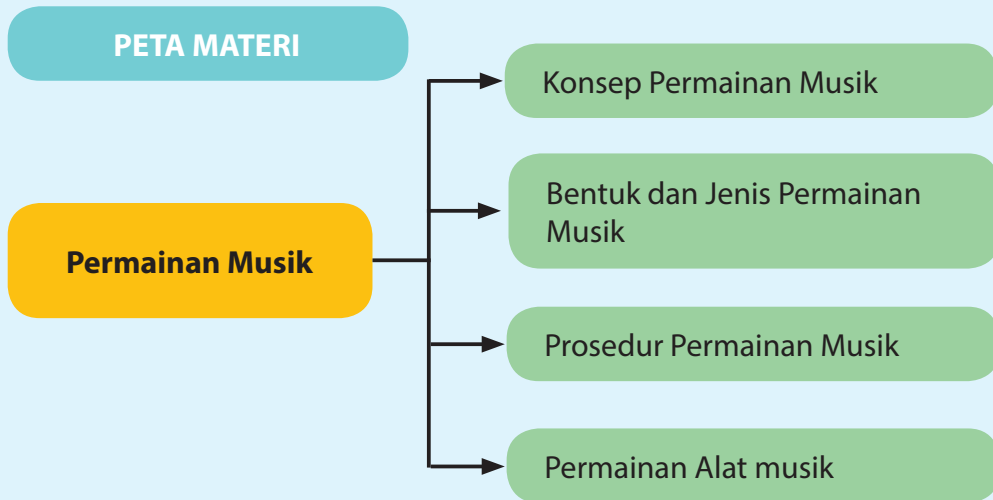 PETA MATERI
Permainan Musik
Konsep Permainan Musik
Bentuk dan Jenis Permainan
Musik
Prosedur Permainan Musik
Permainan Alat musik